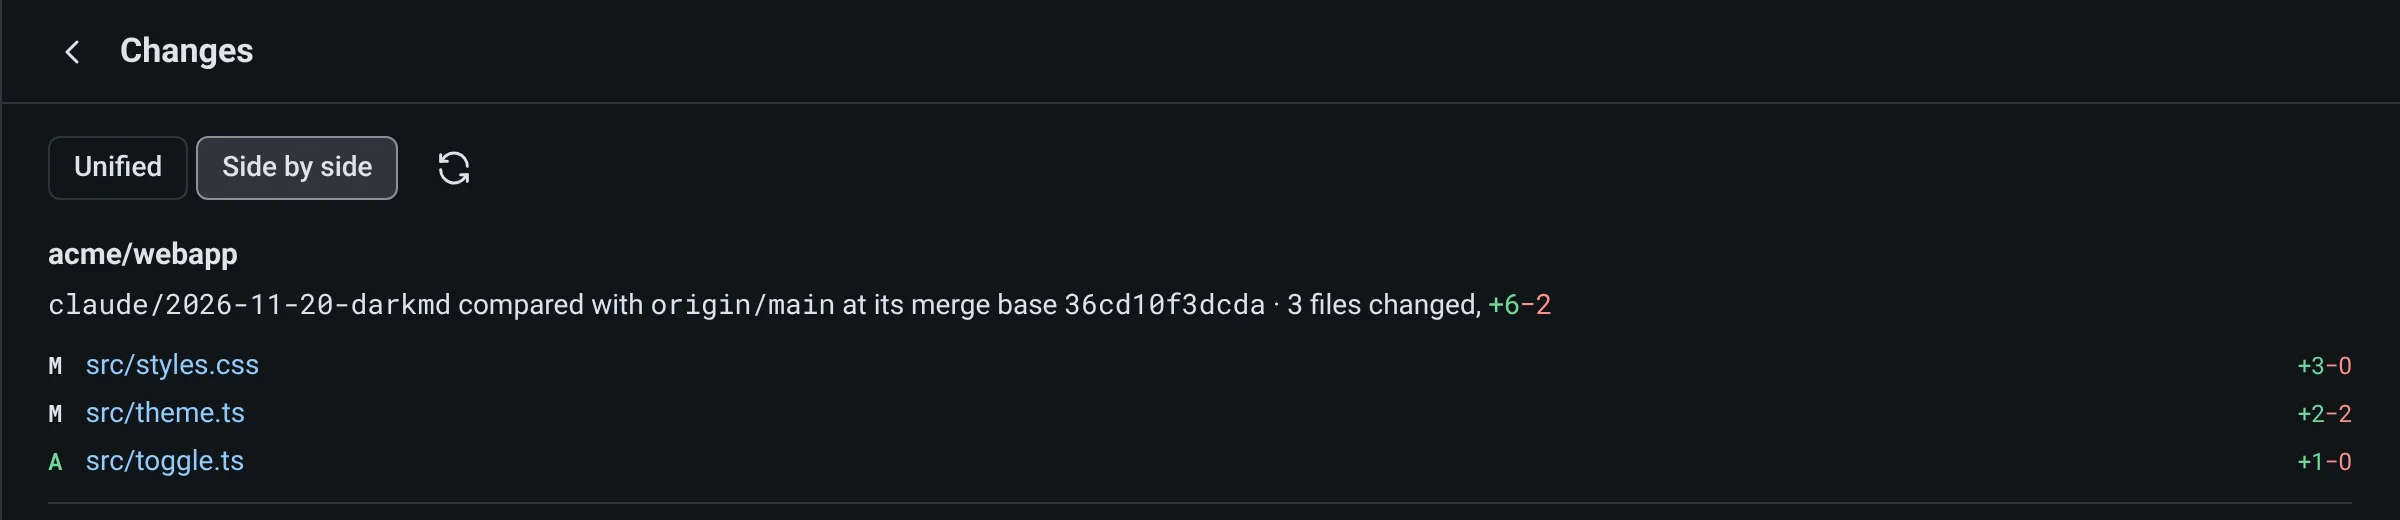 Changes
Unified Side by side
acme/webapp
claude/2026-11-20-darkmd compared with origin/main at its merge base 36cd10f3dcda · 3 files changed, +6−2
M src/styles.css +3−0
M src/theme.ts +2−2
A src/toggle.ts +1−0